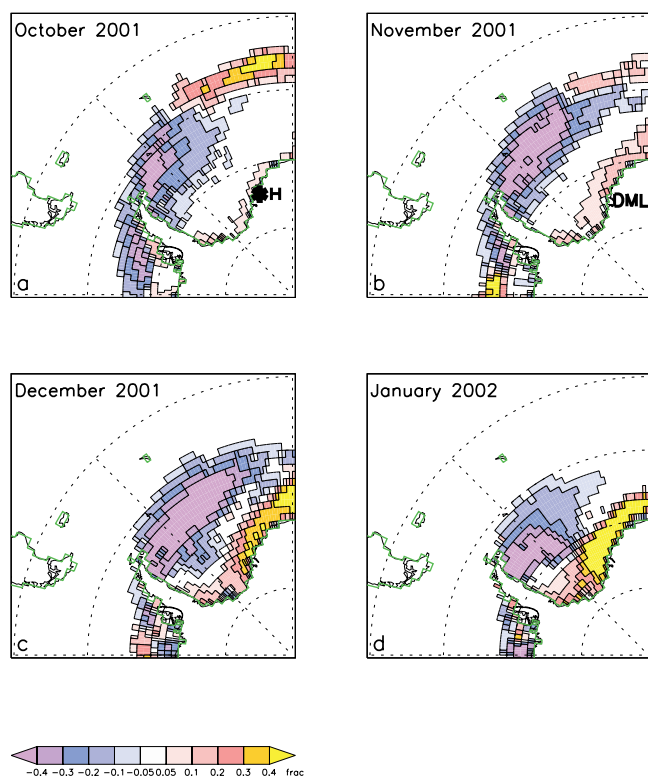 October 2001
H
a
November 2001
DML
b
December 2001
c
January 2002
d
-0.4 -0.3 -0.2 -0.1 -0.05 0.05 0.1 0.2 0.3 0.4 frac